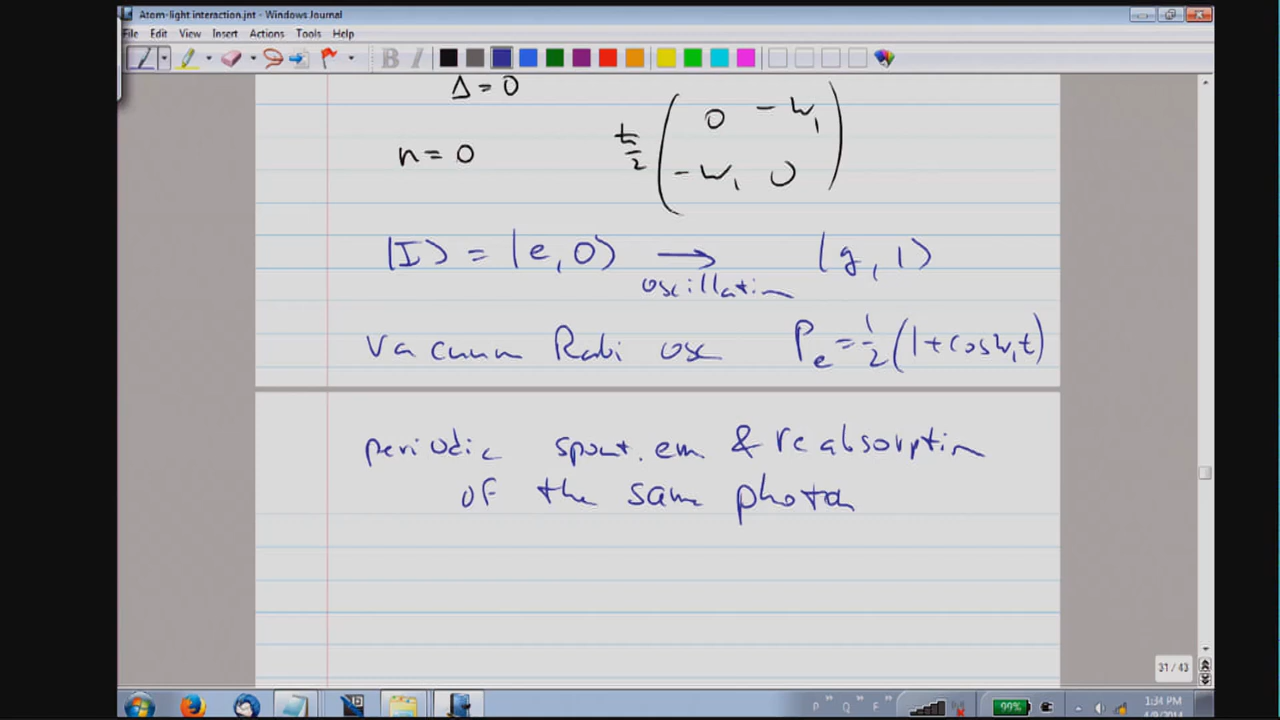 Atom-light interaction.jnt - Windows Journal
File Edit View Insert Actions Tools Help
B I
Δ = 0
n = 0
ħ/2 ( 0 -ω₁
-ω₁ 0 )
|I⟩ = |e, 0⟩ → |g, 1⟩
oscillation
Vacuum Rabi osc Pₑ = 1/2 (1 + cos ω₁t)
periodic spont. em & reabsorption
of the same photon
31 / 43
99%
1:34 PM